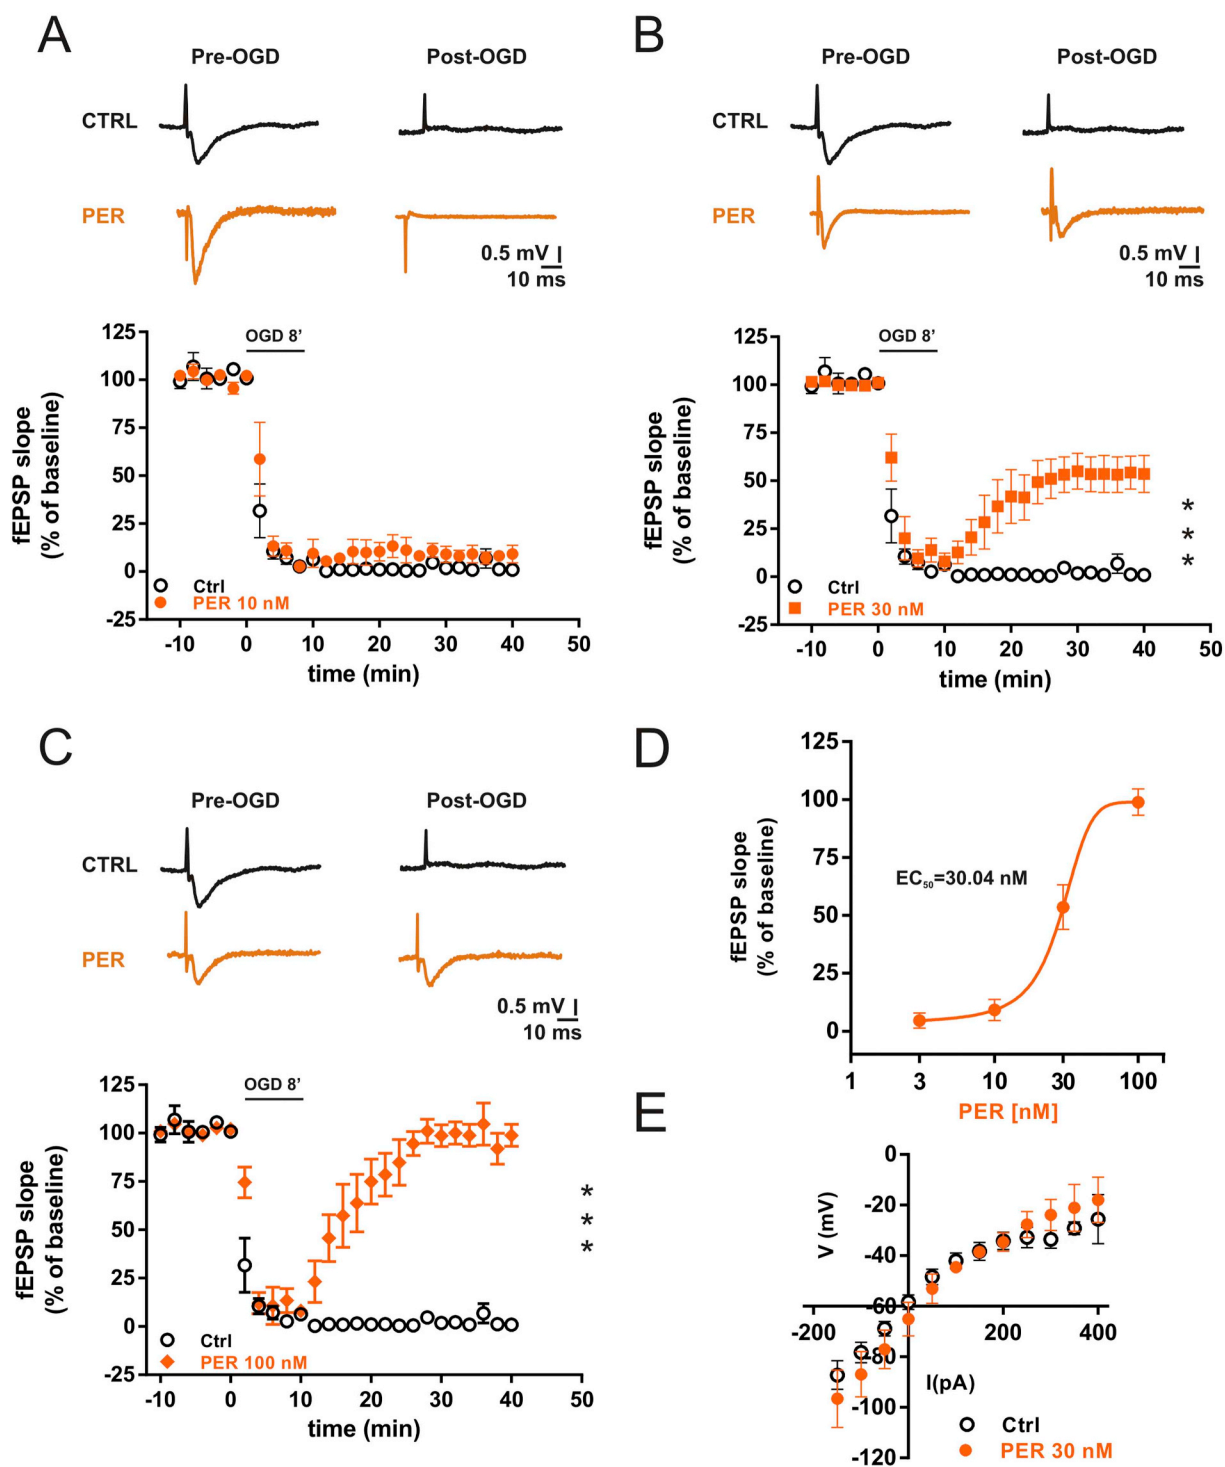 A
Pre-OGD Post-OGD
CTRL
PER
0.5 mV
10 ms
125
100
75
50
25
0
-25
OGD 8’
fEPSP slope
(% of baseline)
Ctrl
PER 10 nM
-10 0 10 20 30 40 50
time (min)
B
Pre-OGD Post-OGD
CTRL
PER
0.5 mV
10 ms
125
100
75
50
25
0
-25
OGD 8’
fEPSP slope
(% of baseline)
* * *
Ctrl
PER 30 nM
-10 0 10 20 30 40 50
time (min)
C
Pre-OGD Post-OGD
CTRL
PER
0.5 mV
10 ms
125
100
75
50
25
0
-25
OGD 8’
fEPSP slope
(% of baseline)
* * *
Ctrl
PER 100 nM
-10 0 10 20 30 40 50
time (min)
D
125
100
75
50
25
0
fEPSP slope
(% of baseline)
EC₅₀=30.04 nM
1 3 10 30 100
PER [nM]
E
0
-20
-40
-60
-80
-100
-120
V (mV)
-200 200 400
I(pA)
Ctrl
PER 30 nM